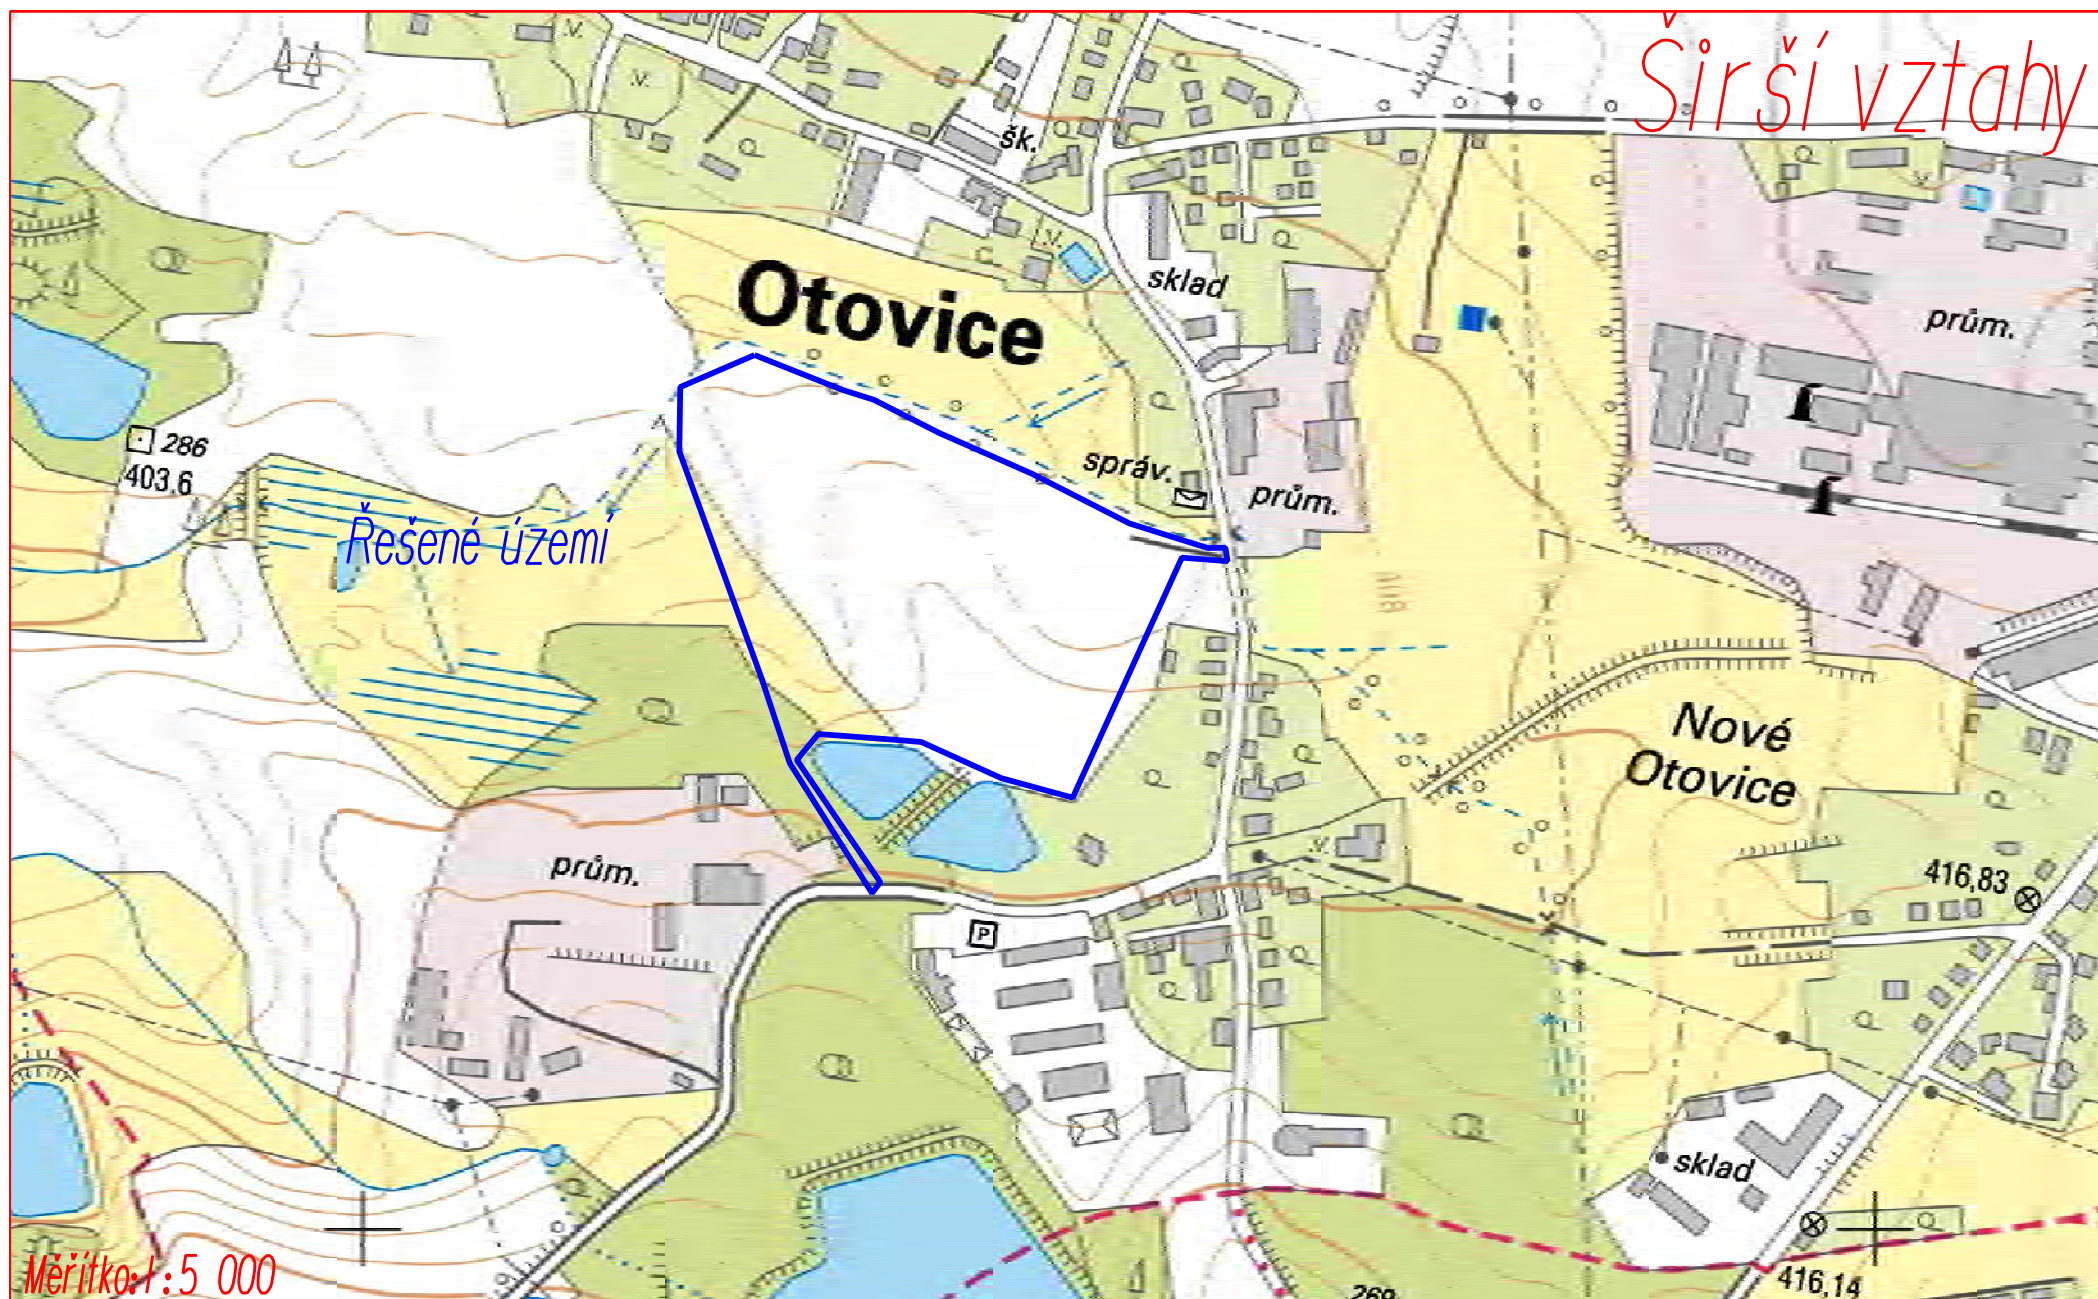 Širší vztahy
šk.
sklad
Otovice
prům.
286
403,6
správ.
prům.
Řešené území
Nové
Otovice
prům.
416,83
P
sklad
Měřítko:1:5 000
416,14
269